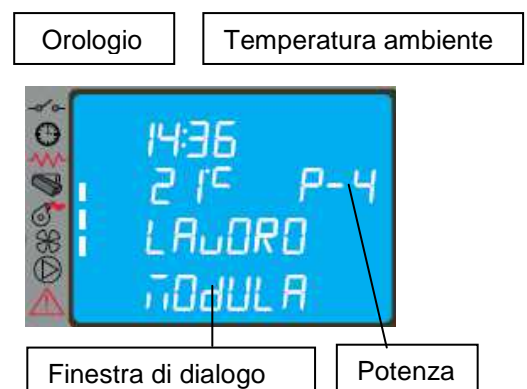 Orologio
Temperatura ambiente
14:36
21°C P-4
LAVORO
MODULA
Finestra di dialogo
Potenza